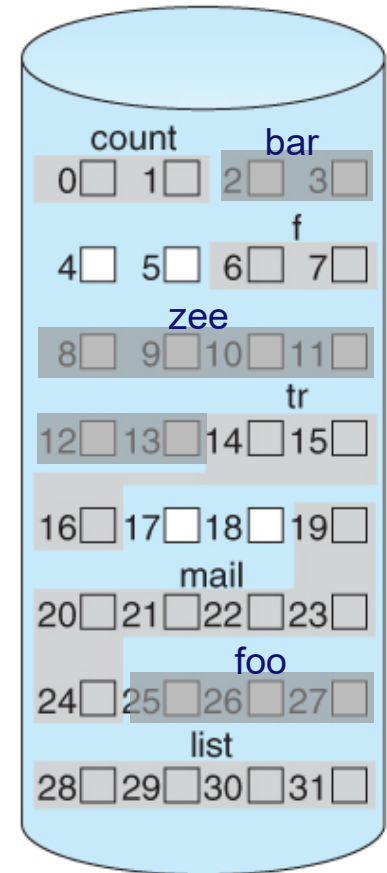 count bar
0 1 2 3
f
4 5 6 7
zee
8 9 10 11
tr
12 13 14 15
16 17 18 19
mail
20 21 22 23
foo
24 25 26 27
list
28 29 30 31